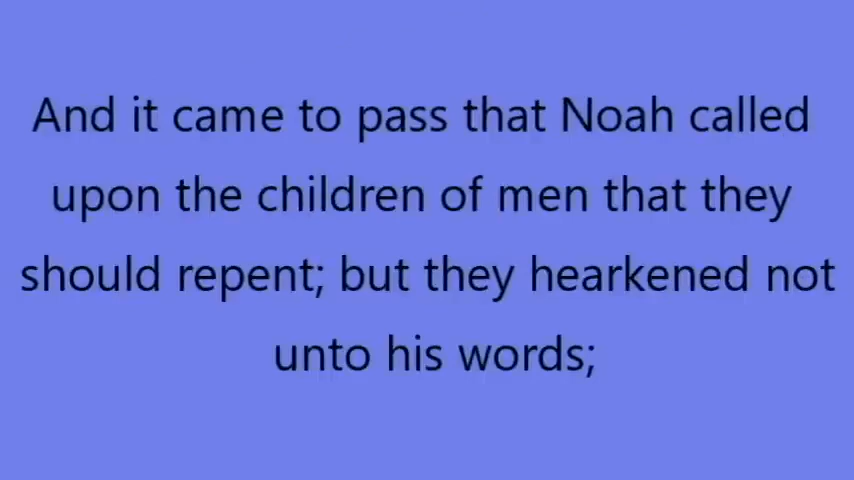 And it came to pass that Noah called
upon the children of men that they
should repent; but they hearkened not
unto his words;